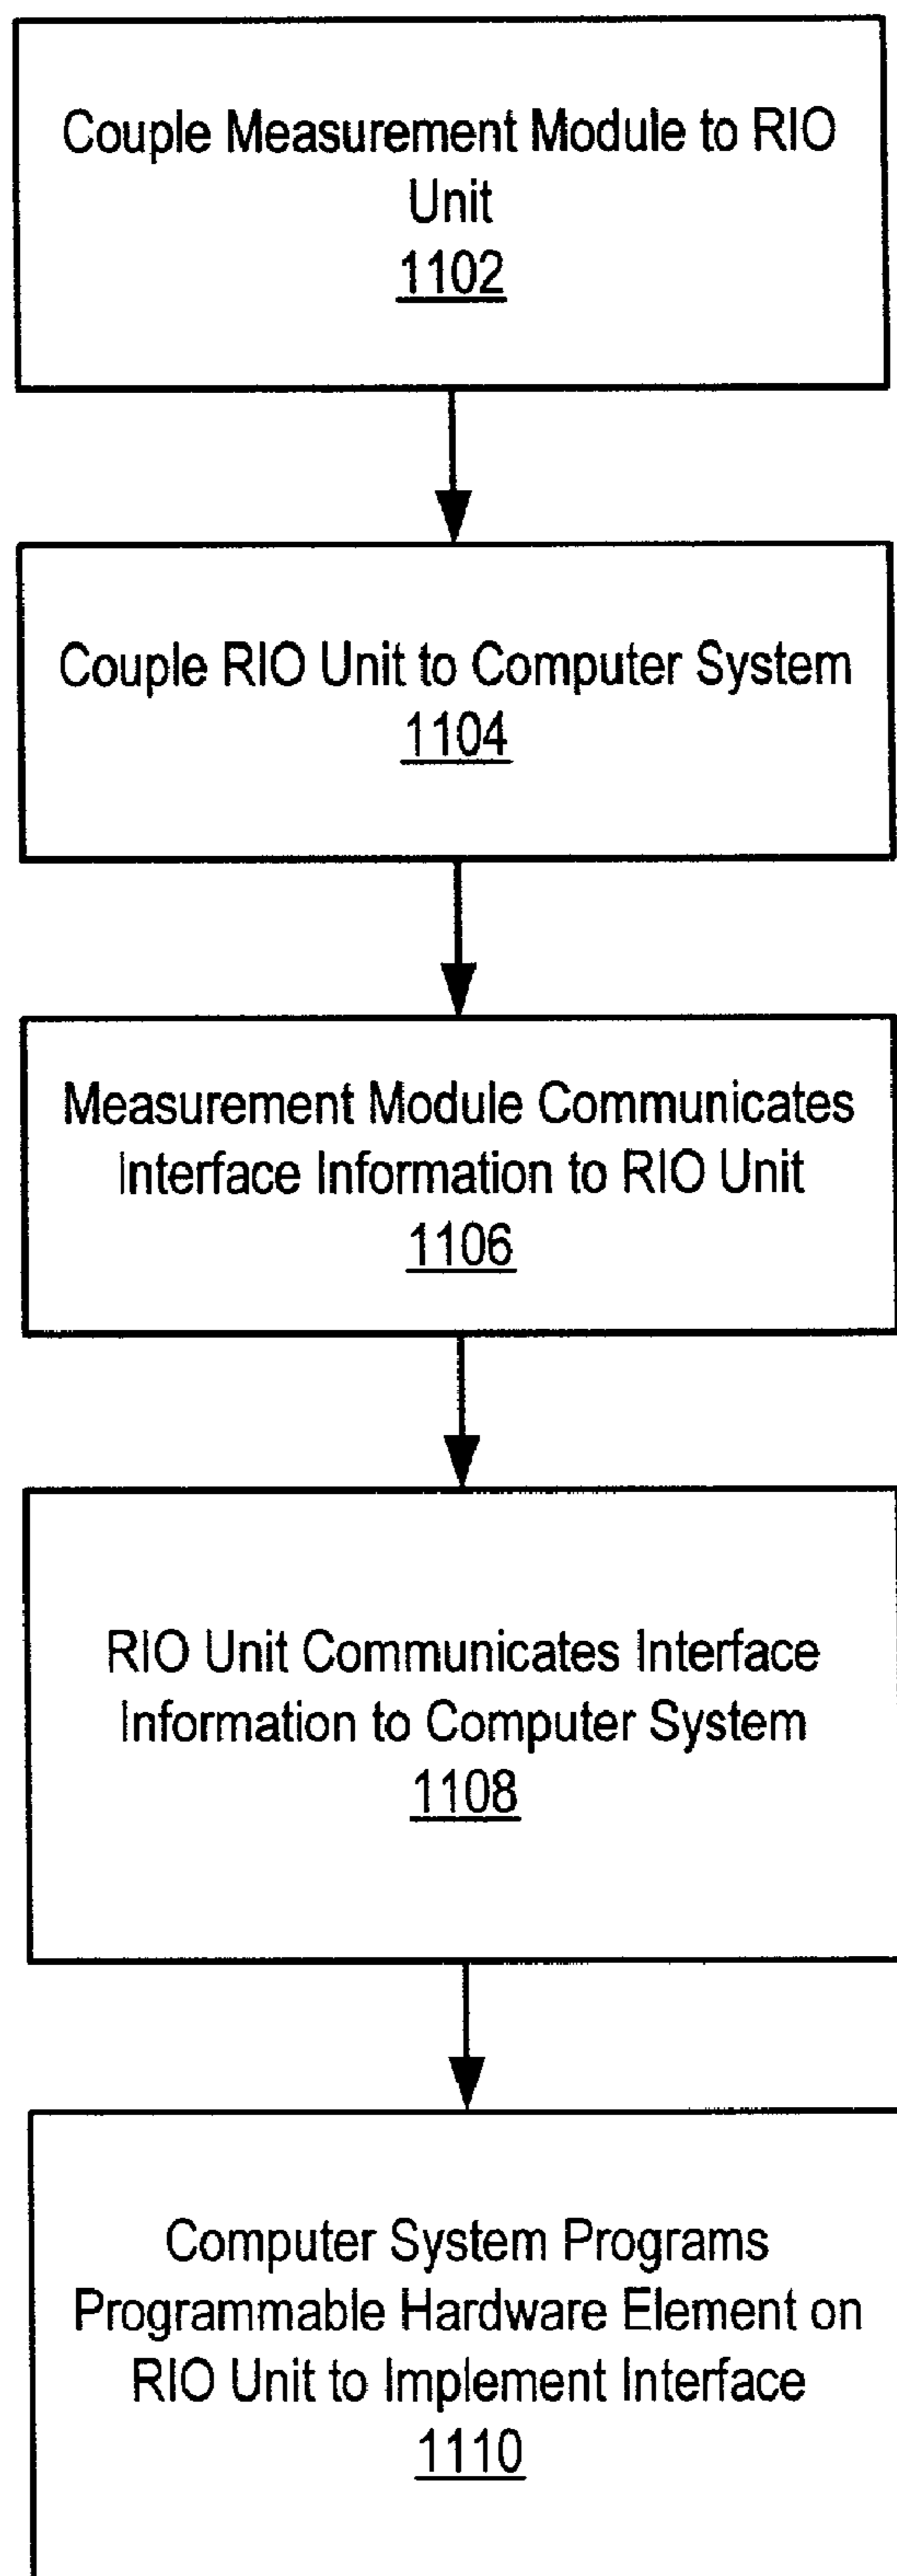 Couple Measurement Module to RIO
Unit
1102
Couple RIO Unit to Computer System
1104
Measurement Module Communicates
Interface Information to RIO Unit
1106
RIO Unit Communicates Interface
Information to Computer System
1108
Computer System Programs
Programmable Hardware Element on
RIO Unit to Implement Interface
1110